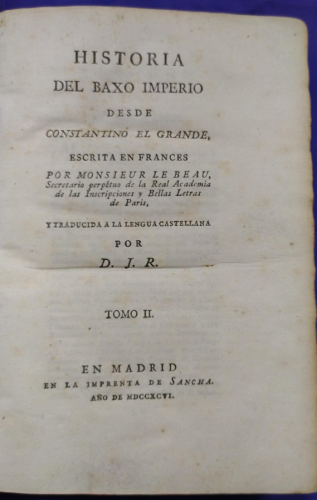 HISTORIA
DEL BAXO IMPERIO
DESDE
CONSTANTINO EL GRANDE,
ESCRITA EN FRANCES
POR MONSIEUR LE BEAU,
Secretario perpétuo de la Real Academia
de las Inscripciones y Bellas Letras
de Paris,
Y TRADUCIDA A LA LENGUA CASTELLANA
POR
D. J. R.
TOMO II.
EN MADRID
EN LA IMPRENTA DE SANCHA.
AÑO DE MDCCXCVI.